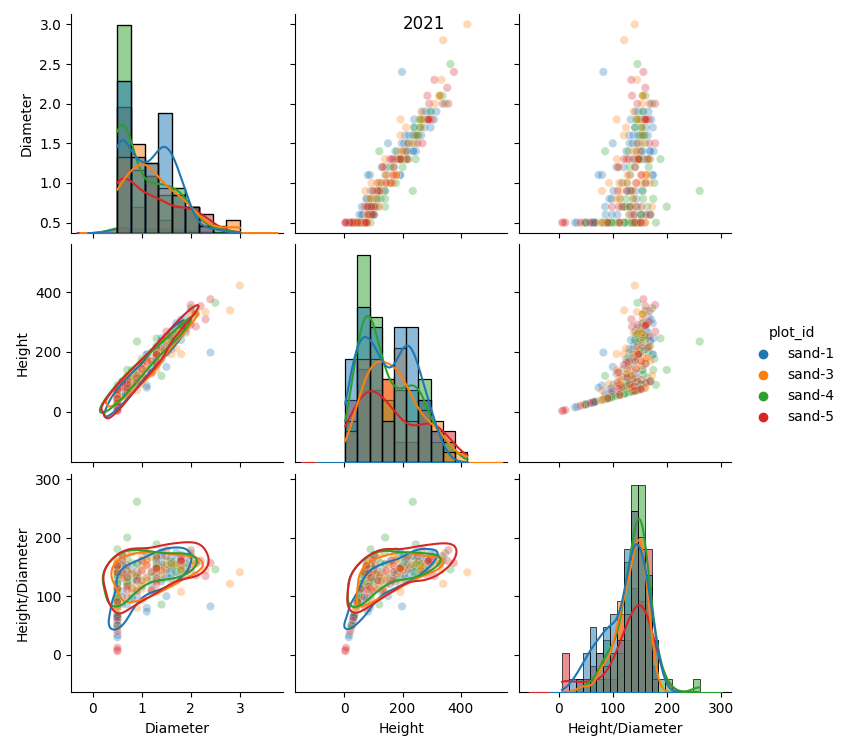 2021
3.0
2.5
2.0
1.5
1.0
0.5
Diameter
400
200
0
Height
plot_id
sand-1
sand-3
sand-4
sand-5
300
200
100
0
Height/Diameter
0 1 2 3
Diameter
0 200 400
Height
0 100 200 300
Height/Diameter